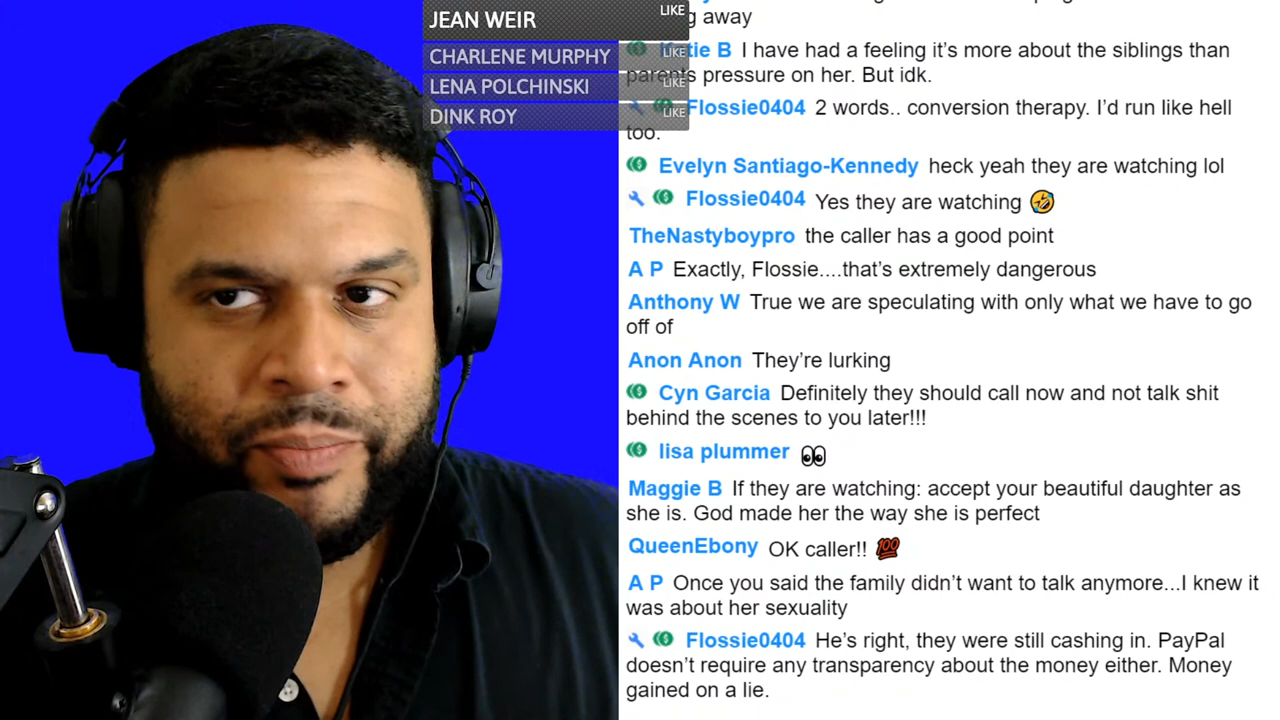 JEAN WEIR LIKE
CHARLENE MURPHY LIKE
LENA POLCHINSKI LIKE
DINK ROY LIKE
away
B I have had a feeling it's more about the siblings than
parents pressure on her. But idk.
Flossie0404 2 words.. conversion therapy. I'd run like hell
too.
Evelyn Santiago-Kennedy heck yeah they are watching lol
Flossie0404 Yes they are watching 🤣
TheNastyboypro the caller has a good point
A P Exactly, Flossie....that's extremely dangerous
Anthony W True we are speculating with only what we have to go
off of
Anon Anon They're lurking
Cyn Garcia Definitely they should call now and not talk shit
behind the scenes to you later!!!
lisa plummer 👀
Maggie B If they are watching: accept your beautiful daughter as
she is. God made her the way she is perfect
QueenEbony OK caller!! 💯
A P Once you said the family didn't want to talk anymore...I knew it
was about her sexuality
Flossie0404 He's right, they were still cashing in. PayPal
doesn't require any transparency about the money either. Money
gained on a lie.